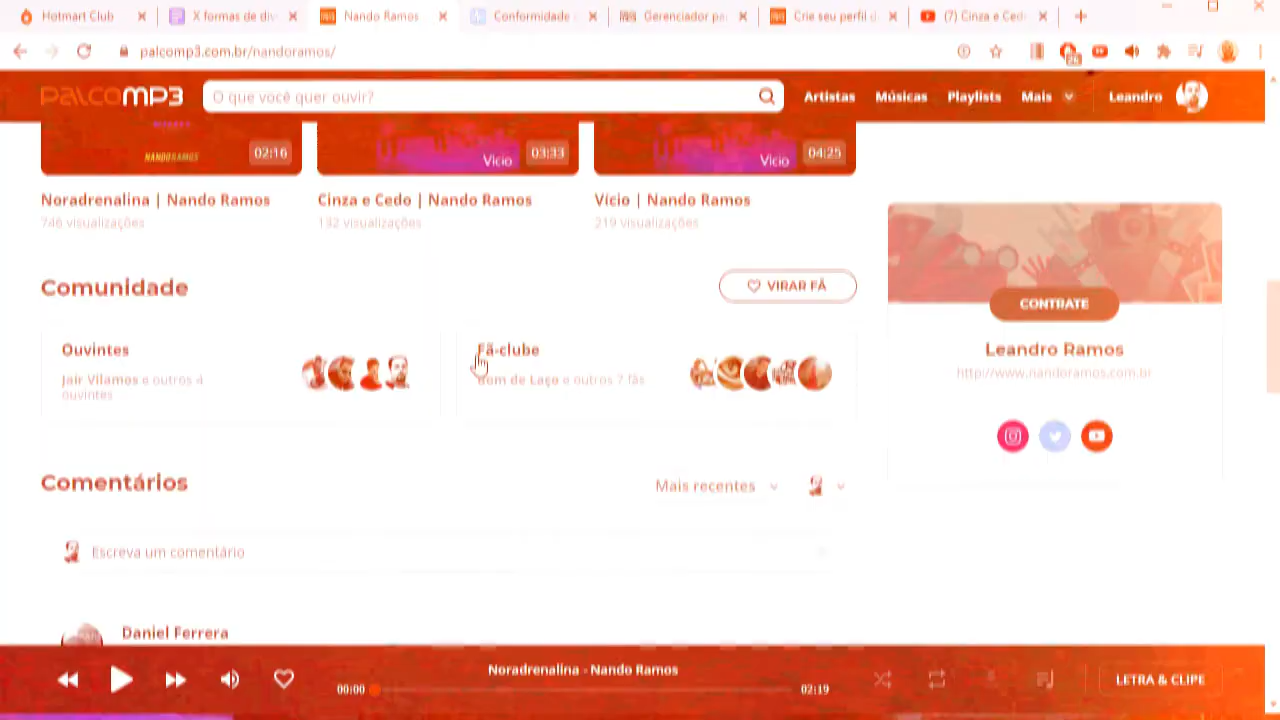 Hotmart Club
X formas de div
Nando Ramos
Conformidade
Gerenciador pa
Crie seu perfil d
(7) Cinza e Ced
palcomp3.com.br/nandoramos/
PALCOMP3
O que você quer ouvir?
Artistas
Músicas
Playlists
Mais
Leandro
NANDO RAMOS
02:16
Vício
03:33
Vício
04:25
Noradrenalina | Nando Ramos
Cinza e Cedo | Nando Ramos
Vício | Nando Ramos
746 visualizações
132 visualizações
219 visualizações
Comunidade
VIRAR FÃ
CONTRATE
Ouvintes
Jair Vilamos e outros 4
ouvintes
Fã-clube
Bom de Laço e outros 7 fãs
Leandro Ramos
http://www.nandoramos.com.br
Comentários
Mais recentes
Escreva um comentário
Daniel Ferrera
Noradrenalina - Nando Ramos
00:00
02:19
LETRA & CLIPE